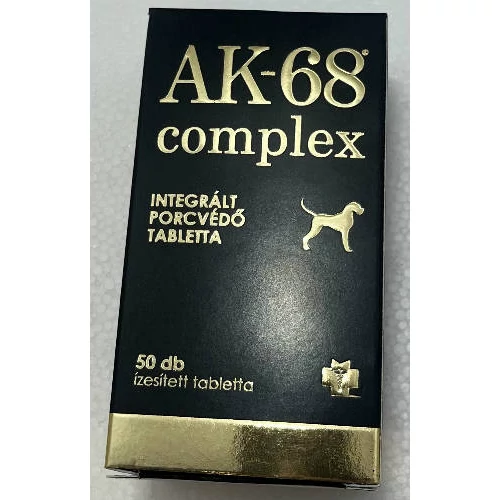 AK-68®
complex
INTEGRÁLT
PORCVÉDŐ
TABLETTA
50 db
ízesített tabletta